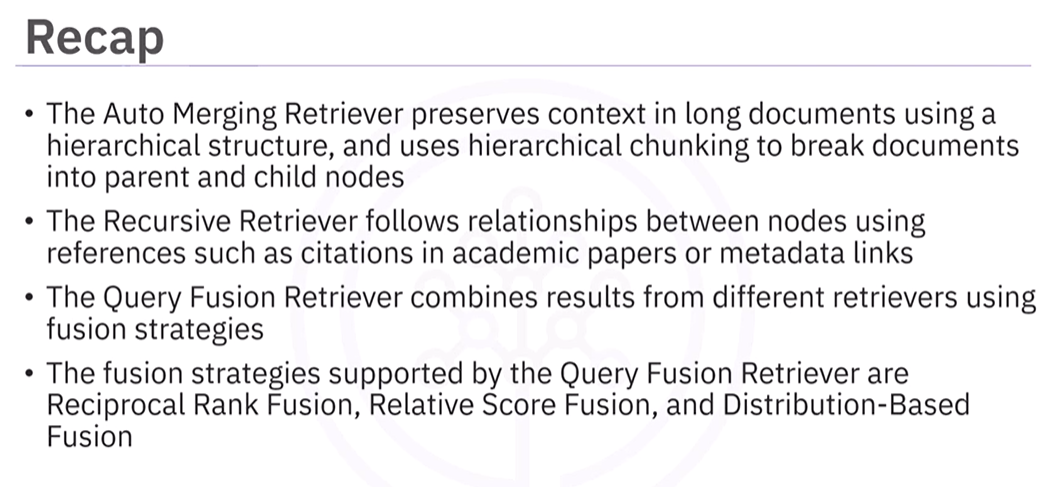 Recap
• The Auto Merging Retriever preserves context in long documents using a
hierarchical structure, and uses hierarchical chunking to break documents
into parent and child nodes
• The Recursive Retriever follows relationships between nodes using
references such as citations in academic papers or metadata links
• The Query Fusion Retriever combines results from different retrievers using
fusion strategies
• The fusion strategies supported by the Query Fusion Retriever are
Reciprocal Rank Fusion, Relative Score Fusion, and Distribution-Based
Fusion